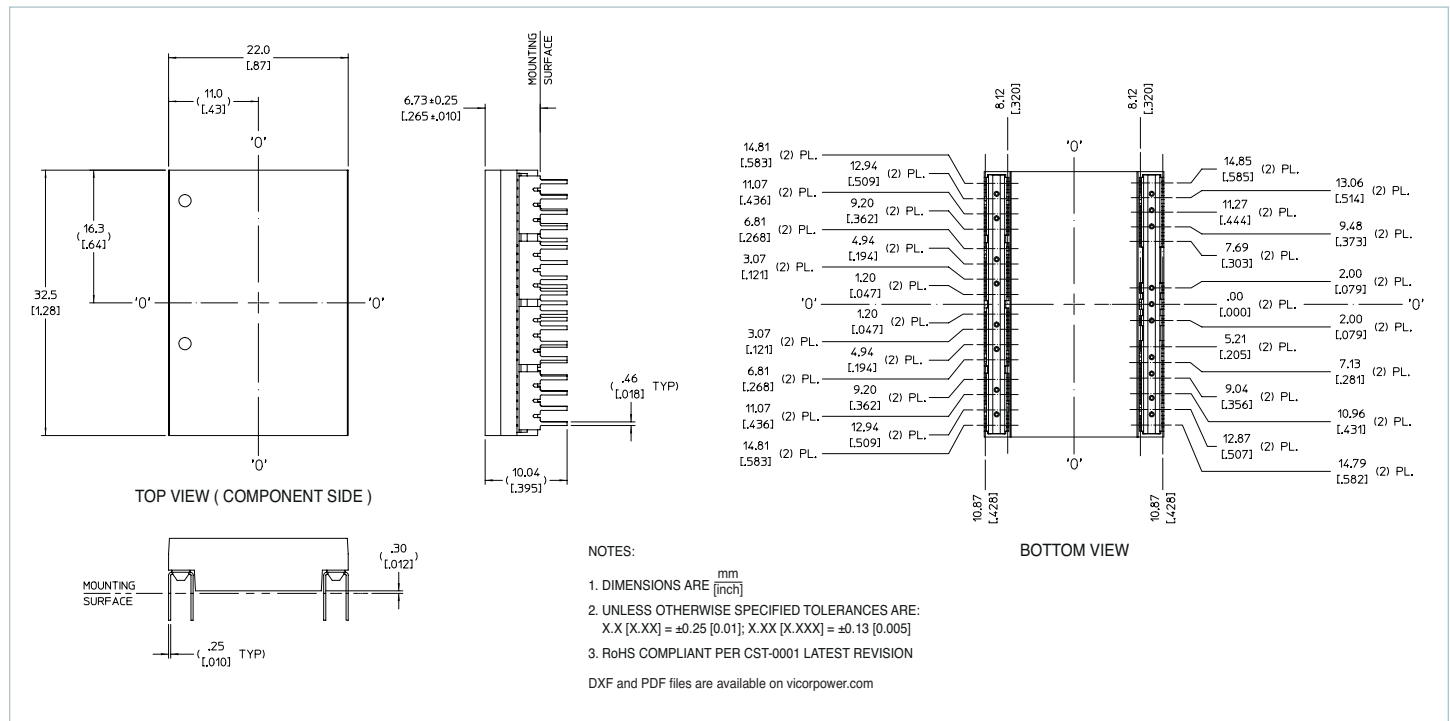 22.0
[.87]
( 11.0 )
[.43]
'0'
( 16.3 )
[.64]
32.5
[1.28]
'0'
'0'
'0'
TOP VIEW ( COMPONENT SIDE )
MOUNTING
SURFACE
6.73±0.25
[.265±.010]
( .46 TYP)
[.018]
( 10.04 )
[.395]
MOUNTING
SURFACE
( .30 )
[.012]
( .25 TYP)
[.010]
8.12
[.320]
8.12
[.320]
'0'
14.81
[.583] (2) PL.
12.94
[.509] (2) PL.
11.07
[.436] (2) PL.
9.20
[.362] (2) PL.
6.81
[.268] (2) PL.
4.94
[.194] (2) PL.
3.07
[.121] (2) PL.
1.20
[.047] (2) PL.
'0'
1.20
[.047] (2) PL.
3.07
[.121] (2) PL.
4.94
[.194] (2) PL.
6.81
[.268] (2) PL.
9.20
[.362] (2) PL.
11.07
[.436] (2) PL.
12.94
[.509] (2) PL.
14.81
[.583] (2) PL.
14.85
[.585] (2) PL.
13.06
[.514] (2) PL.
11.27
[.444] (2) PL.
9.48
[.373] (2) PL.
7.69
[.303] (2) PL.
2.00
[.079] (2) PL.
.00
[.000] (2) PL.
'0'
2.00
[.079] (2) PL.
5.21
[.205] (2) PL.
7.13
[.281] (2) PL.
9.04
[.356] (2) PL.
10.96
[.431] (2) PL.
12.87
[.507] (2) PL.
14.79
[.582] (2) PL.
'0'
10.87
[.428]
10.87
[.428]
BOTTOM VIEW
NOTES:
1. DIMENSIONS ARE mm
[inch]
2. UNLESS OTHERWISE SPECIFIED TOLERANCES ARE:
X.X [X.XX] = ±0.25 [0.01]; X.XX [X.XXX] = ±0.13 [0.005]
3. RoHS COMPLIANT PER CST-0001 LATEST REVISION
DXF and PDF files are available on vicorpower.com